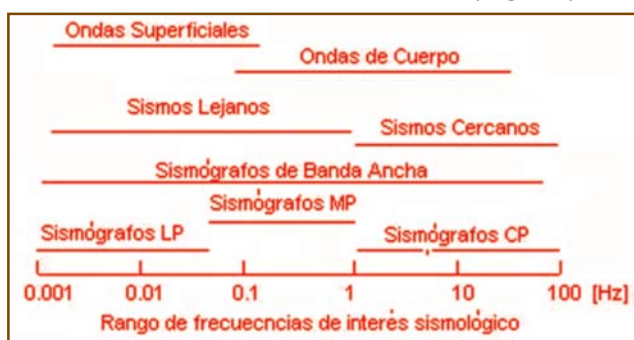 Ondas Superficiales
Ondas de Cuerpo
Sismos Lejanos
Sismos Cercanos
Sismógrafos de Banda Ancha
Sismógrafos MP
Sismógrafos LP
Sismógrafos CP
0.001 0.01 0.1 1 10 100 [Hz]
Rango de frecuecncias de interés sismológico